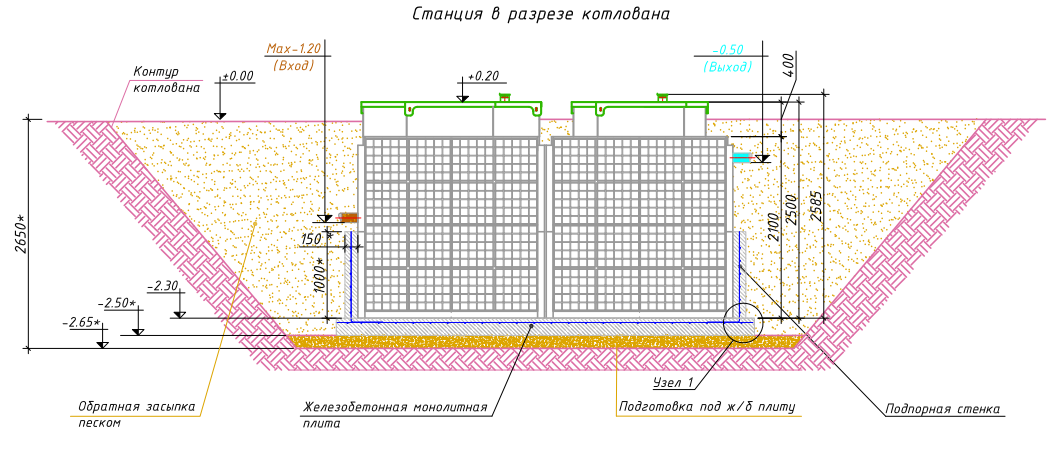 Станция в разрезе котлована
Max-1.20
(Вход)
-0.50
(Выход)
Контур
котлована
±0.00
+0.20
400
2650*
150*
1000*
2100
2500
2585
-2.30
-2.50*
-2.65*
Узел 1
Обратная засыпка
песком
Железобетонная монолитная
плита
Подготовка под ж/б плиту
Подпорная стенка